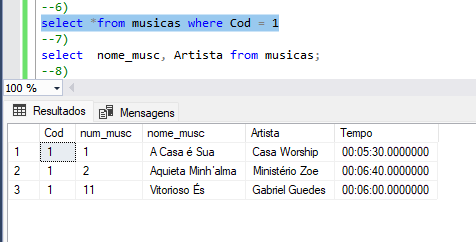 --6)
select *from musicas where Cod = 1
--7)
select  nome_musc, Artista from musicas;
--8)
100 %
Resultados Mensagens
Cod num_musc nome_musc Artista Tempo
1 1 1 A Casa é Sua Casa Worship 00:05:30.0000000
2 1 2 Aquieta Minh´alma Ministério Zoe 00:06:40.0000000
3 1 11 Vitorioso És Gabriel Guedes 00:06:00.0000000